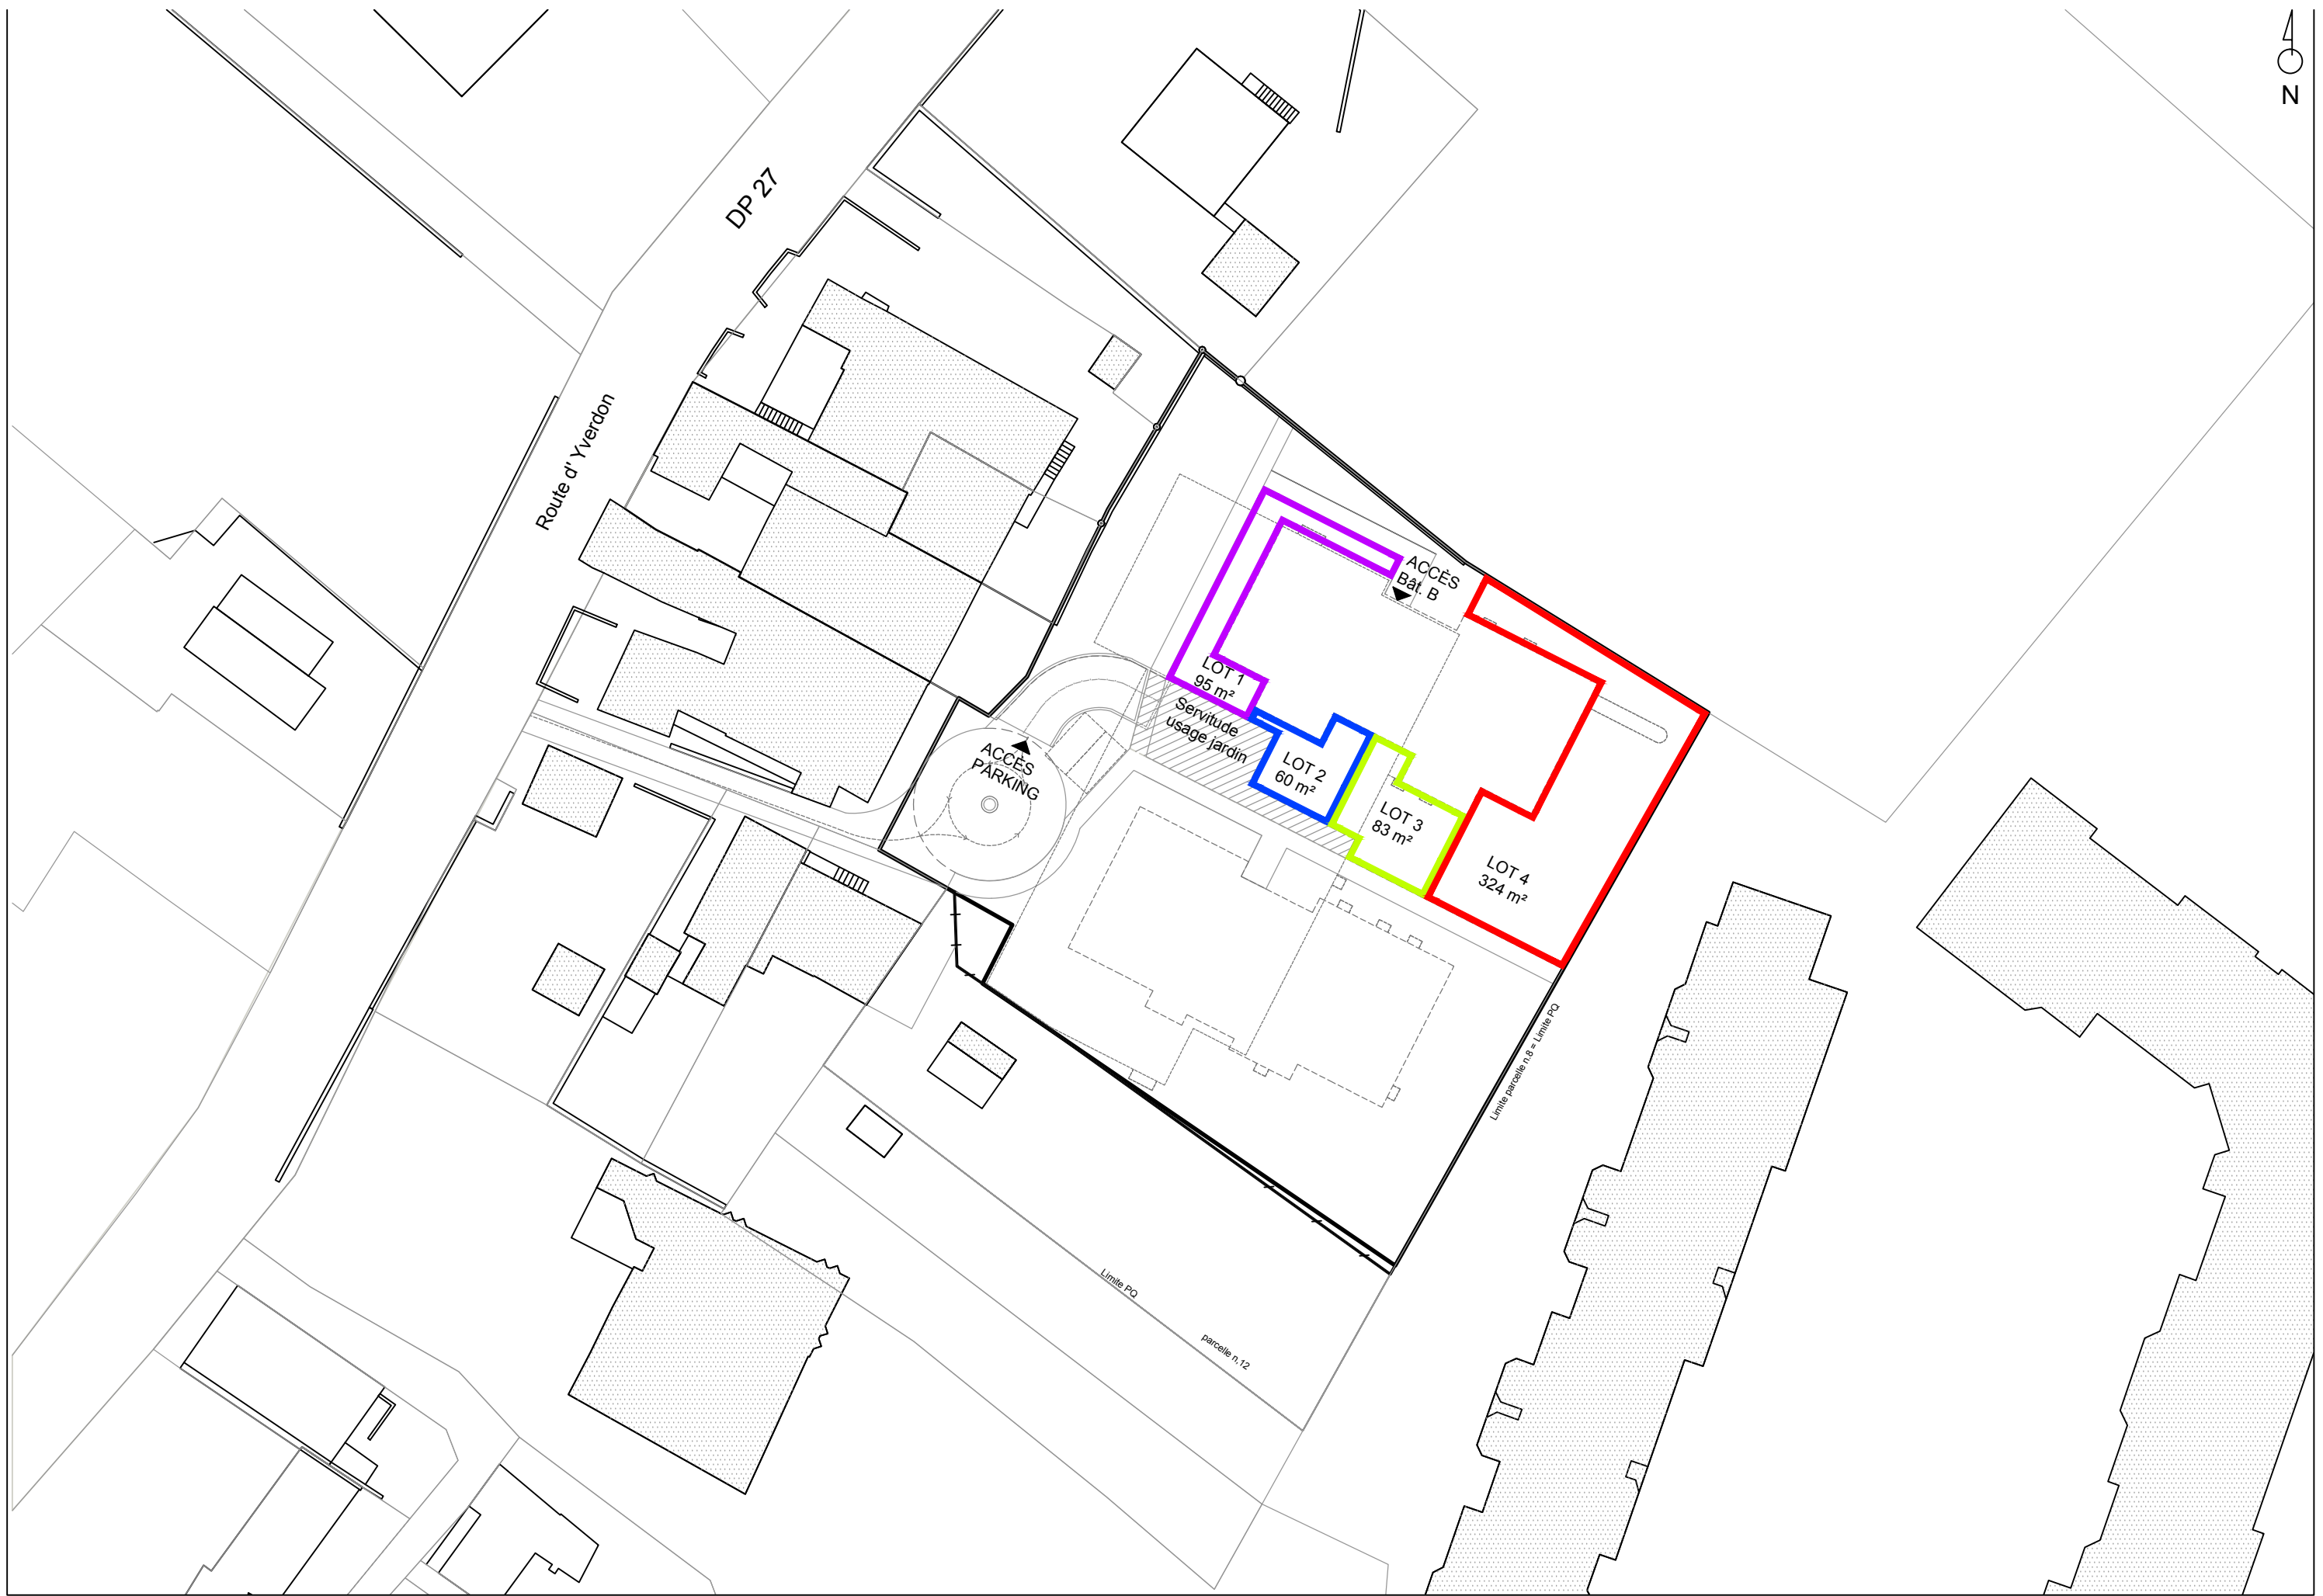 N
DP 27
Route d' Yverdon
ACCÈS
Bât. B
LOT 1
95 m²
Servitude
usage jardin
ACCÈS
PARKING
LOT 2
60 m²
LOT 3
83 m²
LOT 4
324 m²
Limite parcelle n.8 = Limite PQ
Limite PQ
parcelle n.12